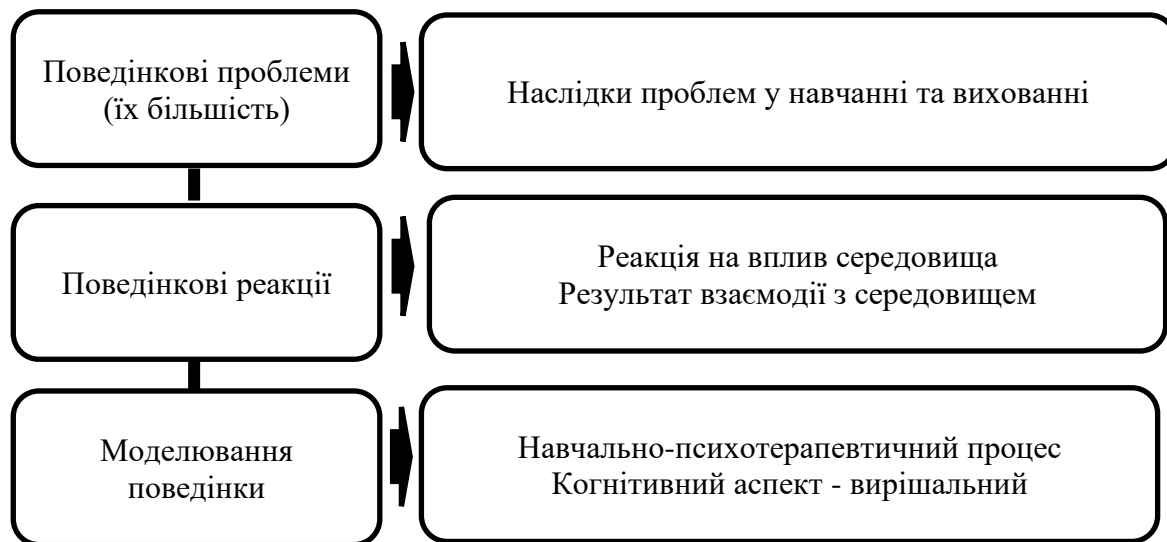 Поведінкові проблеми
(їх більшість)
Наслідки проблем у навчанні та вихованні
Поведінкові реакції
Реакція на вплив середовища
Результат взаємодії з середовищем
Моделювання
поведінки
Навчально-психотерапевтичний процес
Когнітивний аспект - вирішальний